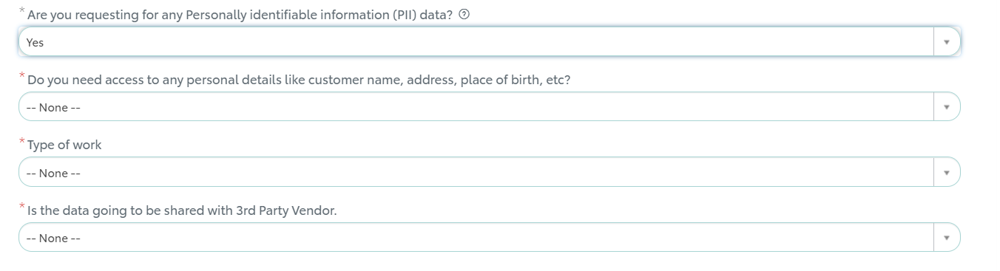 * Are you requesting for any Personally identifiable information (PII) data? ?
Yes
* Do you need access to any personal details like customer name, address, place of birth, etc?
-- None --
* Type of work
-- None --
* Is the data going to be shared with 3rd Party Vendor.
-- None --